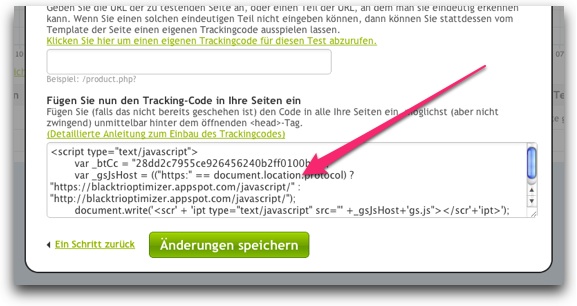 Geben Sie die URL der zu testenden Seite an, oder einen Teil der URL, an dem man sie eindeutig erkennen
kann. Wenn Sie einen solchen eindeutigen Teil nicht eingeben können, dann können Sie stattdessen vom
Template der Seite einen eigenen Trackingcode ausspielen lassen.
Klicken Sie hier um einen eigenen Trackingcode für diesen Test abzurufen.
Beispiel: /product.php?
Fügen Sie nun den Tracking-Code in Ihre Seiten ein
Fügen Sie (falls das nicht bereits geschehen ist) den Code in alle Ihre Seiten ein, möglichst (aber nicht
zwingend) unmittelbar hinter dem öffnenden <head>-Tag.
(Detaillierte Anleitung zum Einbau des Trackingcodes)
<script type="text/javascript">
var _btCc = "28dd2c7955ce926456240b2ff0100b
var _gsJsHost = (("https:" == document.location.protocol) ?
"https://blacktrioptimizer.appspot.com/javascript/" :
"http://blacktrioptimizer.appspot.com/javascript/");
document.write('<scr' + 'ipt type="text/javascript" src="' +_gsJsHost+'gs.js"></scr'+'ipt>');
Ein Schritt zurück
Änderungen speichern